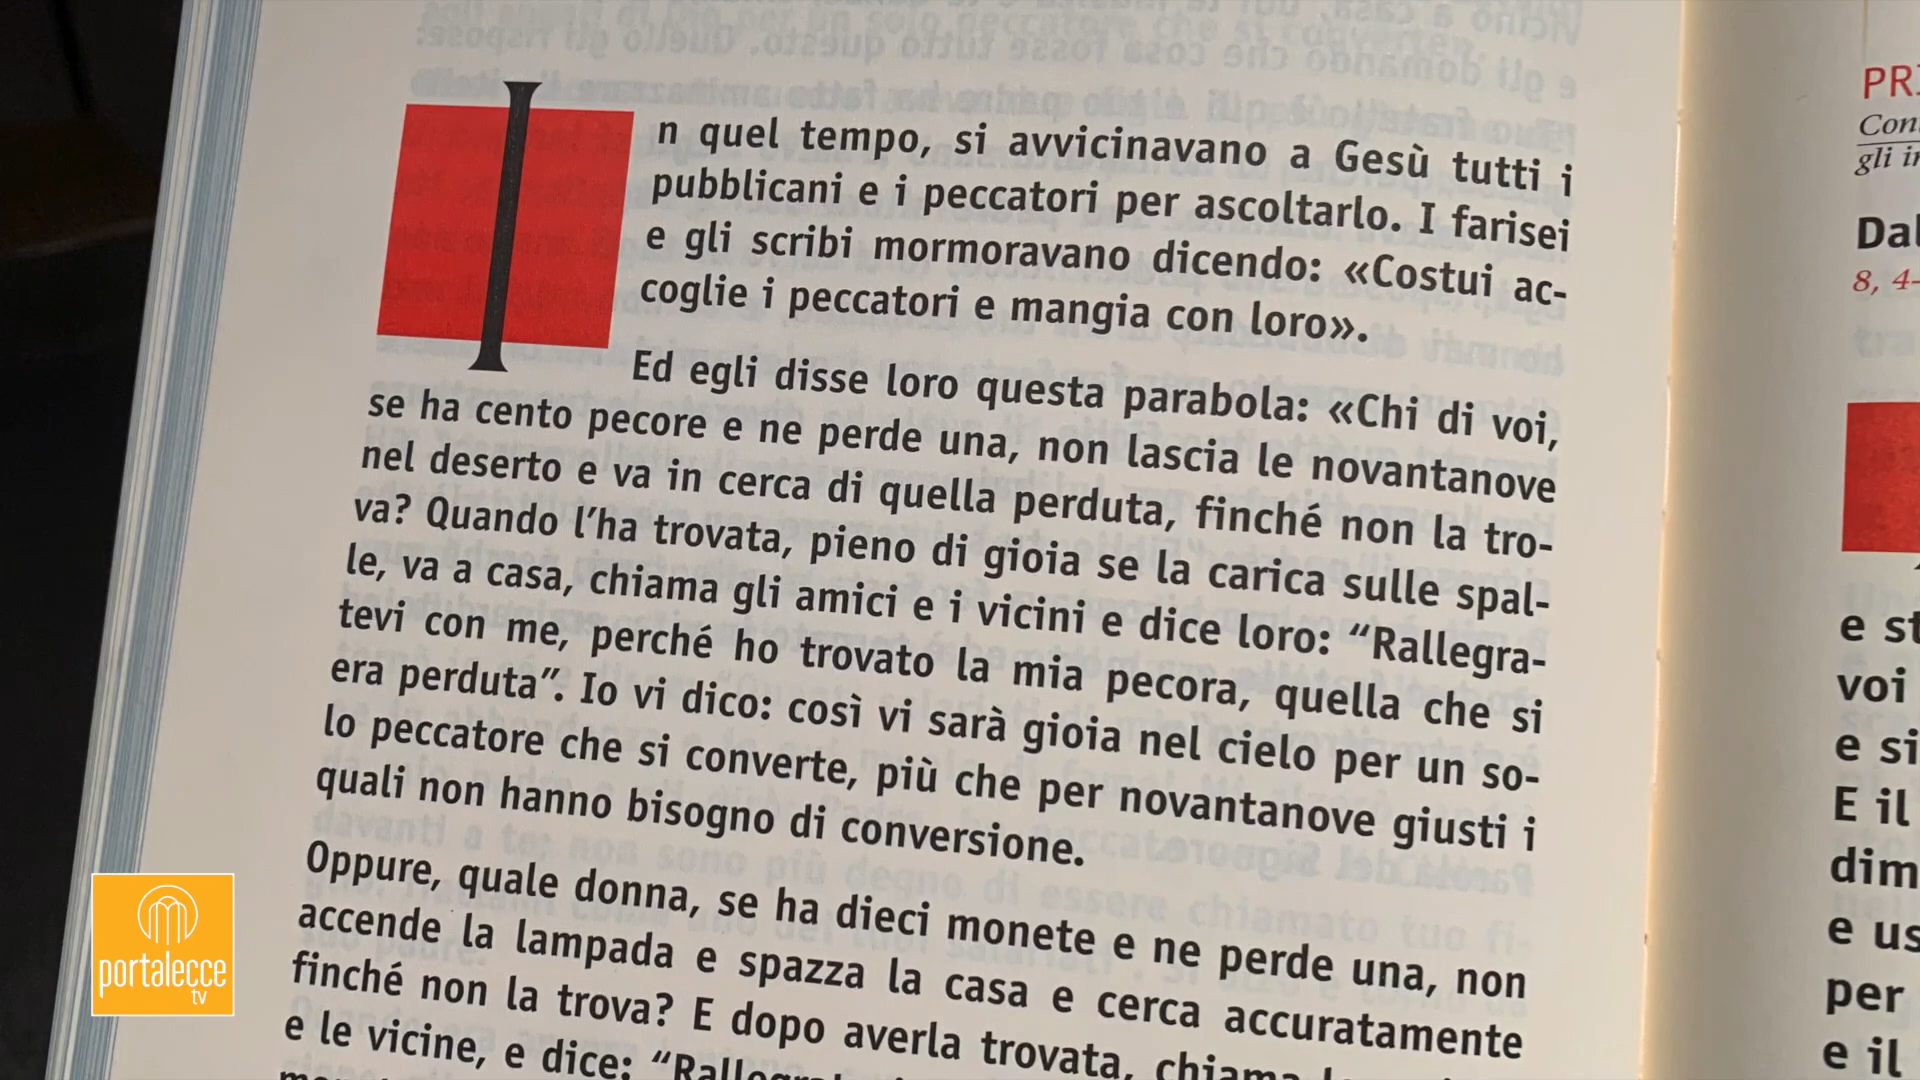 In quel tempo, si avvicinavano a Gesù tutti i
pubblicani e i peccatori per ascoltarlo. I farisei
e gli scribi mormoravano dicendo: «Costui ac-
coglie i peccatori e mangia con loro».
Ed egli disse loro questa parabola: «Chi di voi,
se ha cento pecore e ne perde una, non lascia le novantanove
nel deserto e va in cerca di quella perduta, finché non la tro-
va? Quando l'ha trovata, pieno di gioia se la carica sulle spal-
le, va a casa, chiama gli amici e i vicini e dice loro: “Rallegra-
tevi con me, perché ho trovato la mia pecora, quella che si
era perduta”. Io vi dico: così vi sarà gioia nel cielo per un so-
lo peccatore che si converte, più che per novantanove giusti i
quali non hanno bisogno di conversione.
Oppure, quale donna, se ha dieci monete e ne perde una, non
accende la lampada e spazza la casa e cerca accuratamente
finché non la trova? E dopo averla trovata, chiama
e le vicine, e dice:
PRI
Con
gli in
Dal
8, 4-
e st
voi
e si
E il
dim
e us
per
e il
portalecce
tv